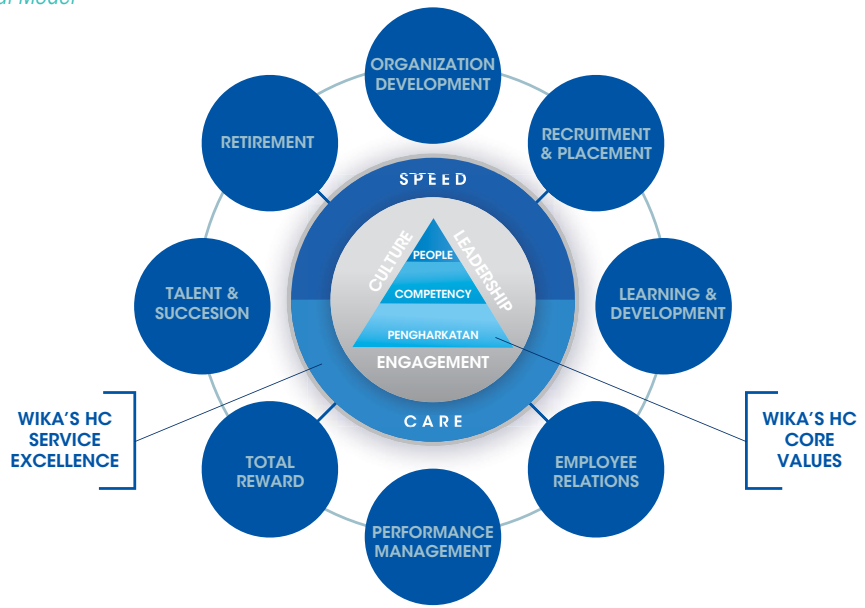 ORGANIZATION
DEVELOPMENT
RETIREMENT
RECRUITMENT
& PLACEMENT
SPEED
CULTURE
LEADERSHIP
PEOPLE
COMPETENCY
PENGHARKATAN
ENGAGEMENT
TALENT &
SUCCESION
LEARNING &
DEVELOPMENT
CARE
WIKA'S HC
SERVICE
EXCELLENCE
WIKA'S HC
CORE
VALUES
TOTAL
REWARD
EMPLOYEE
RELATIONS
PERFORMANCE
MANAGEMENT